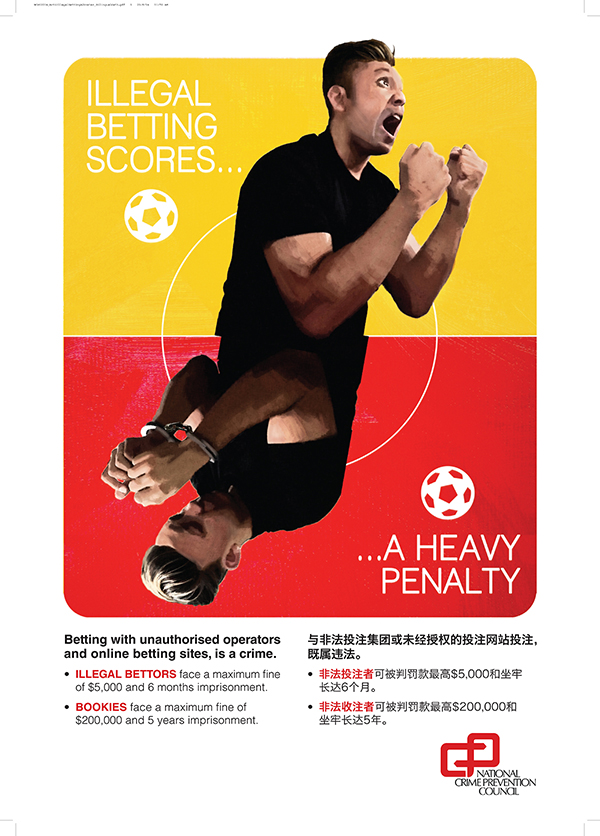 ILLEGAL
BETTING
SCORES...
...A HEAVY
PENALTY
Betting with unauthorised operators
and online betting sites, is a crime.
• ILLEGAL BETTORS face a maximum fine
of $5,000 and 6 months imprisonment.
• BOOKIES face a maximum fine of
$200,000 and 5 years imprisonment.
与非法投注集团或未经授权的投注网站投注，
既属违法。
• 非法投注者可被判罚款最高$5,000和坐牢
长达6个月。
• 非法收注者可被判罚款最高$200,000和
坐牢长达5年。
NATIONAL
CRIME PREVENTION
COUNCIL